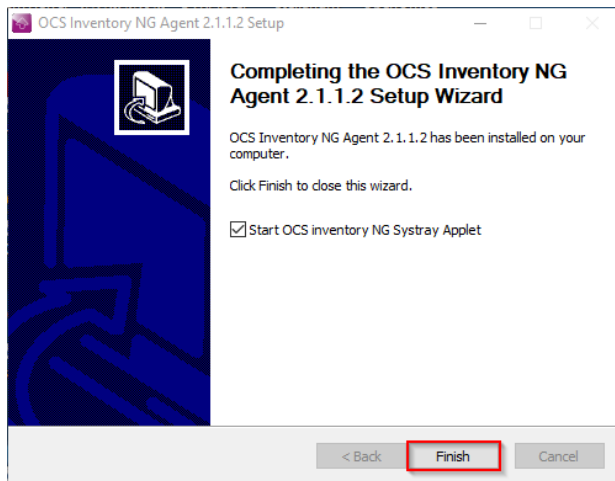 OCS Inventory NG Agent 2.1.1.2 Setup
Completing the OCS Inventory NG
Agent 2.1.1.2 Setup Wizard
OCS Inventory NG Agent 2.1.1.2 has been installed on your
computer.
Click Finish to close this wizard.
Start OCS inventory NG Systray Applet
< Back Finish Cancel